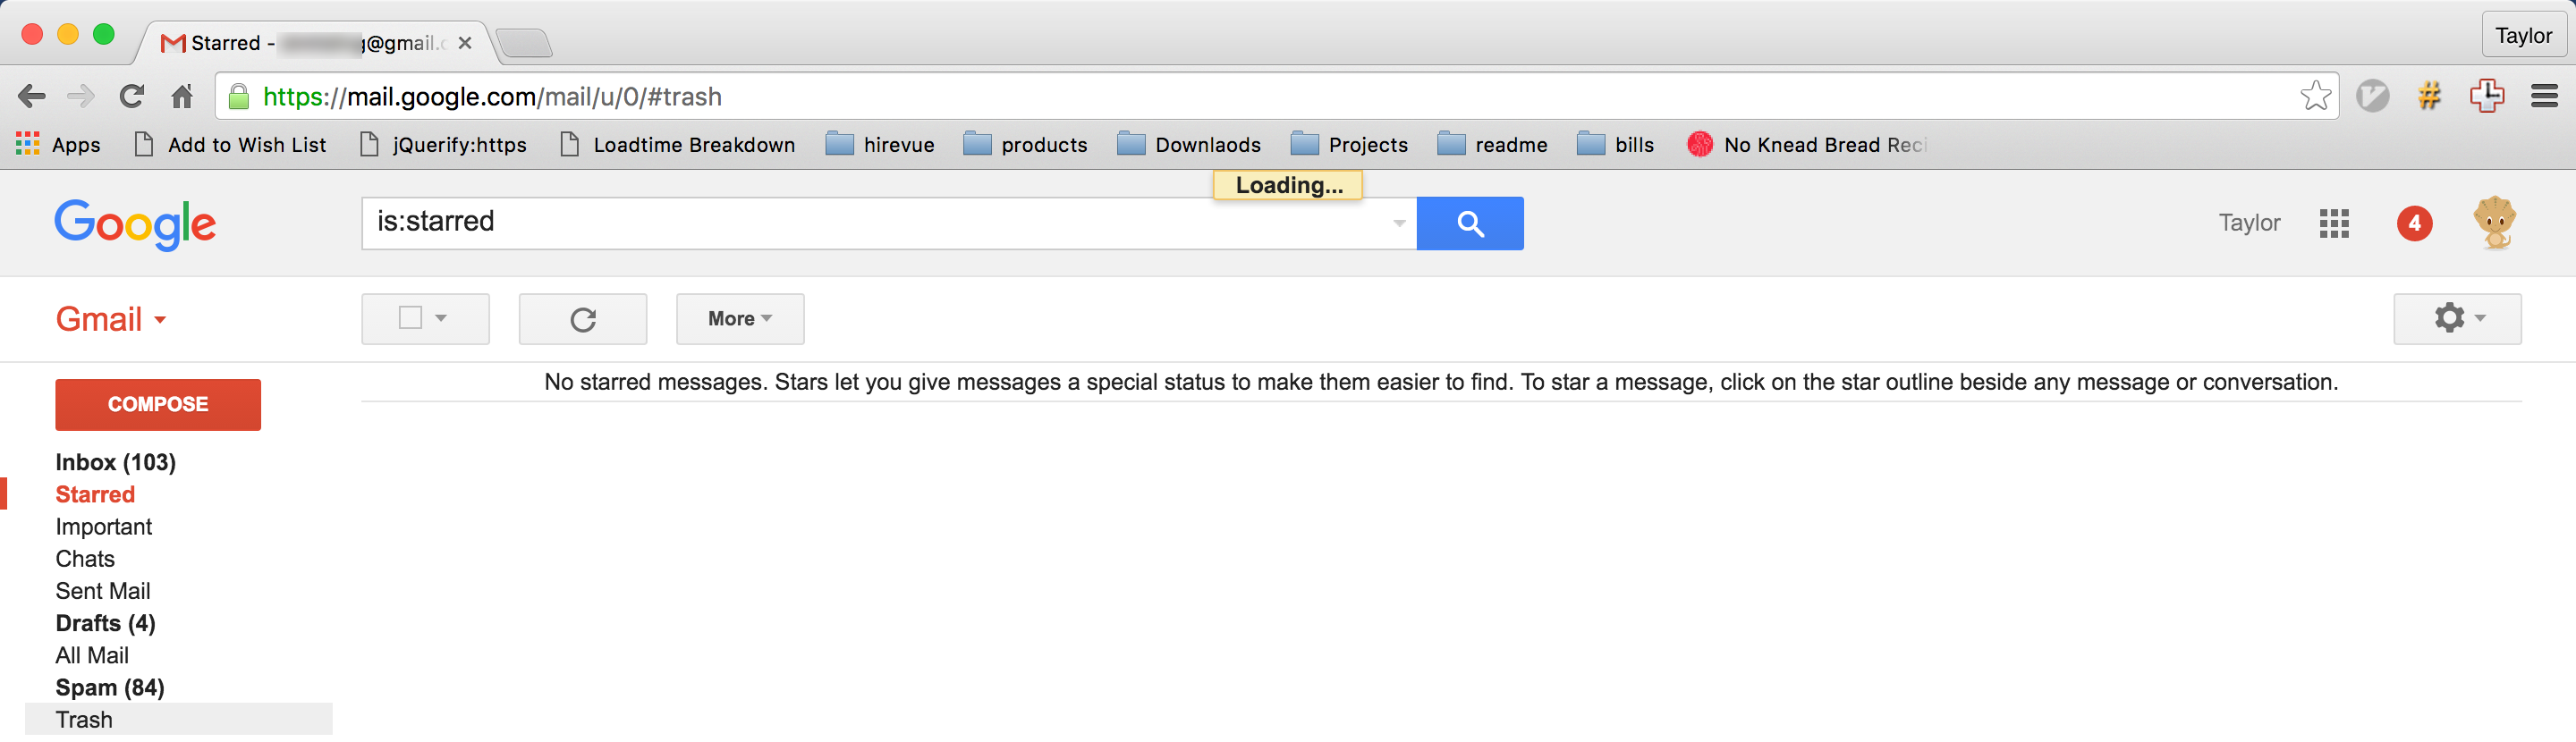 Starred - g@gmail.c
Taylor
https://mail.google.com/mail/u/0/#trash
Apps Add to Wish List jQuerify:https Loadtime Breakdown hirevue products Downlaods Projects readme bills No Knead Bread Reci
Loading...
Google is:starred Taylor 4
Gmail More
No starred messages. Stars let you give messages a special status to make them easier to find. To star a message, click on the star outline beside any message or conversation.
COMPOSE
Inbox (103)
Starred
Important
Chats
Sent Mail
Drafts (4)
All Mail
Spam (84)
Trash